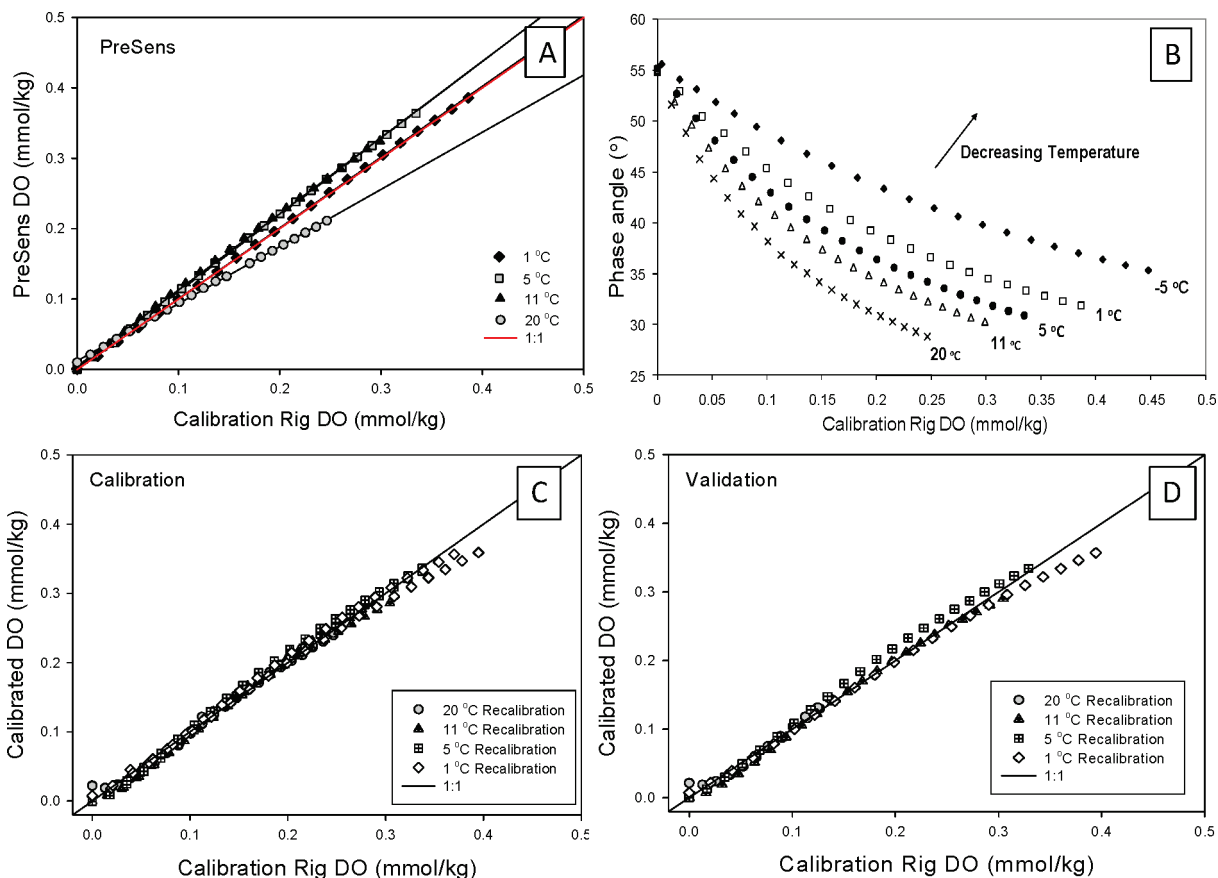 PreSens
A
PreSens DO (mmol/kg)
0.5
0.4
0.3
0.2
0.1
0.0
1 °C
5 °C
11 °C
20 °C
1:1
0.0 0.1 0.2 0.3 0.4 0.5
Calibration Rig DO (mmol/kg)
B
Phase angle (°)
60
55
50
45
40
35
30
25
Decreasing Temperature
-5 °C
1 °C
5 °C
11 °C
20 °C
0 0.05 0.1 0.15 0.2 0.25 0.3 0.35 0.4 0.45 0.5
Calibration Rig DO (mmol/kg)
Calibration
C
Calibrated DO (mmol/kg)
0.5
0.4
0.3
0.2
0.1
0.0
20 °C Recalibration
11 °C Recalibration
5 °C Recalibration
1 °C Recalibration
1:1
0.0 0.1 0.2 0.3 0.4 0.5
Calibration Rig DO (mmol/kg)
Validation
D
Calibrated DO (mmol/kg)
0.5
0.4
0.3
0.2
0.1
0.0
20 °C Recalibration
11 °C Recalibration
5 °C Recalibration
1 °C Recalibration
1:1
0.0 0.1 0.2 0.3 0.4 0.5
Calibration Rig DO (mmol/kg)